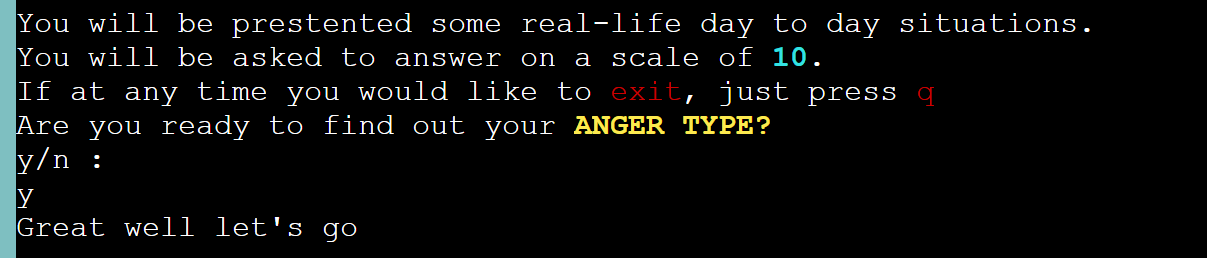 You will be prestented some real-life day to day situations.
You will be asked to answer on a scale of 10.
If at any time you would like to exit, just press q
Are you ready to find out your ANGER TYPE?
y/n :
y
Great well let's go